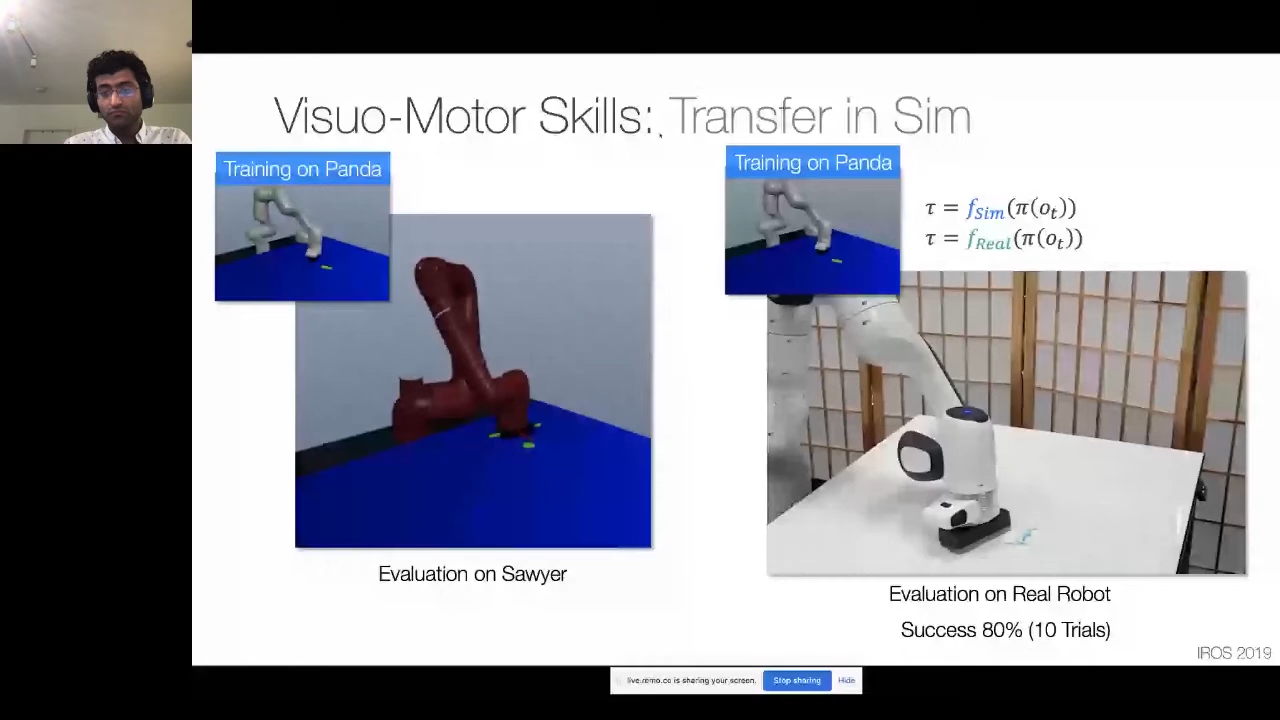 Visuo-Motor Skills: Transfer in Sim
Training on Panda
Training on Panda
τ = f_Sim(π(o_t))
τ = f_Real(π(o_t))
Evaluation on Sawyer
Evaluation on Real Robot
Success 80% (10 Trials)
IROS 2019
live.remo.co is sharing your screen.
Stop sharing
Hide